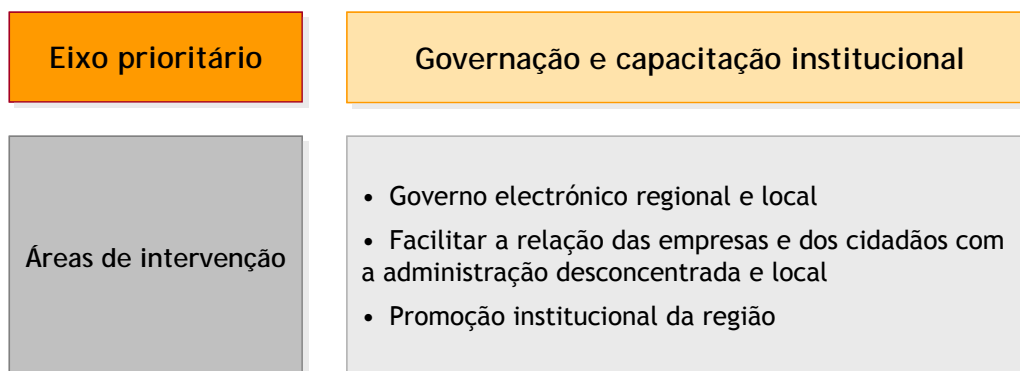 Eixo prioritário
Governação e capacitação institucional
Áreas de intervenção
• Governo electrónico regional e local
• Facilitar a relação das empresas e dos cidadãos com
a administração desconcentrada e local
• Promoção institucional da região